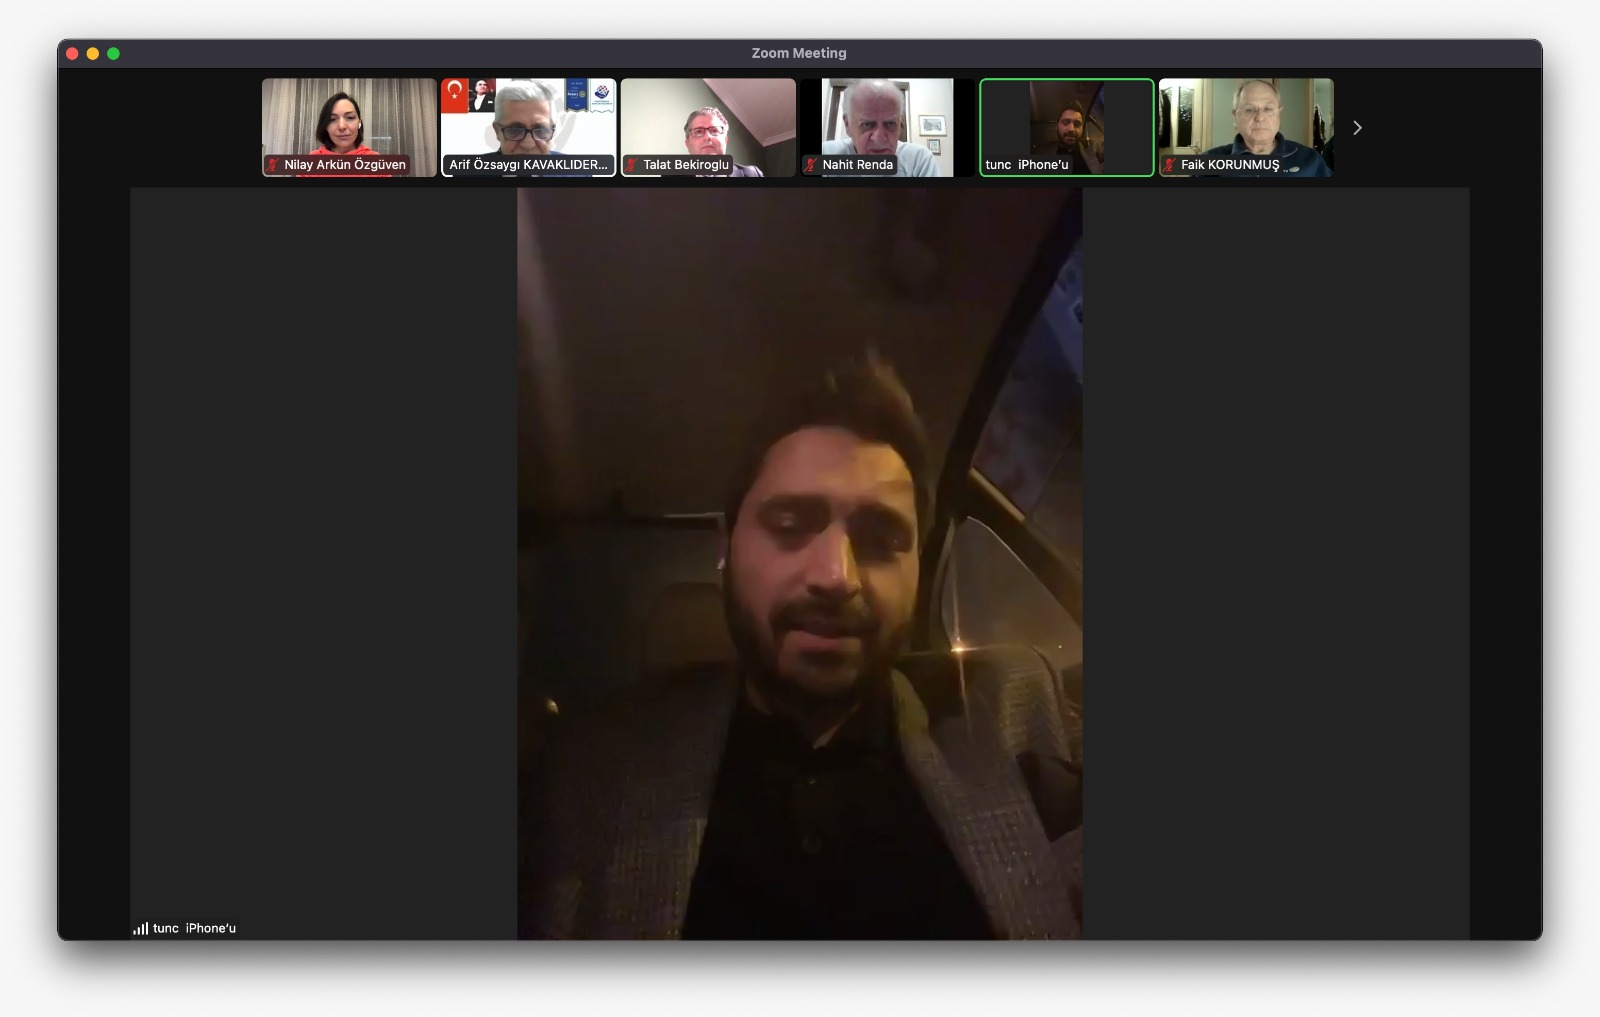 Zoom Meeting
Nilay Arkün Özgüven
Arif Özsaygı KAVAKLIDER...
Talat Bekiroglu
Nahit Renda
tunc iPhone'u
Faik KORUNMUŞ
tunc iPhone'u